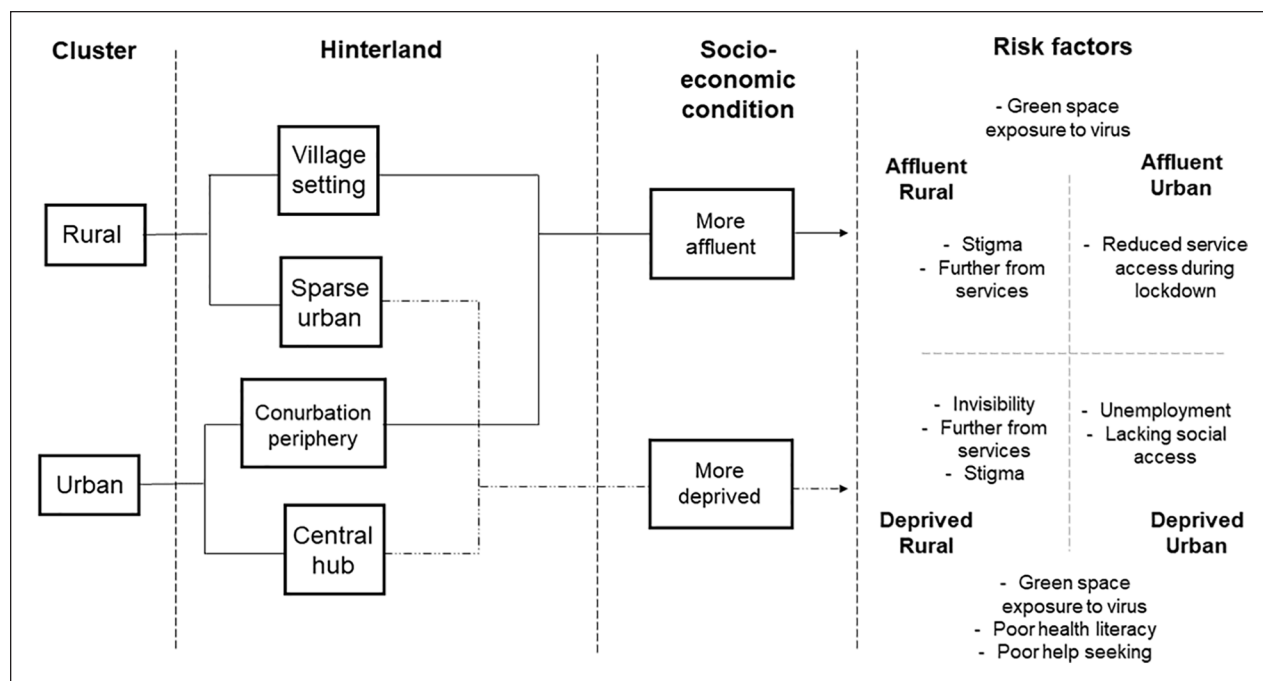 Cluster
Hinterland
Socio-
economic
condition
Risk factors
Rural
Urban
Village
setting
Sparse
urban
Conurbation
periphery
Central
hub
More
affluent
More
deprived
- Green space
exposure to virus
Affluent
Rural
Affluent
Urban
- Stigma
- Further from
services
- Reduced service
access during
lockdown
- Invisibility
- Further from
services
- Stigma
- Unemployment
- Lacking social
access
Deprived
Rural
Deprived
Urban
- Green space
exposure to virus
- Poor health literacy
- Poor help seeking